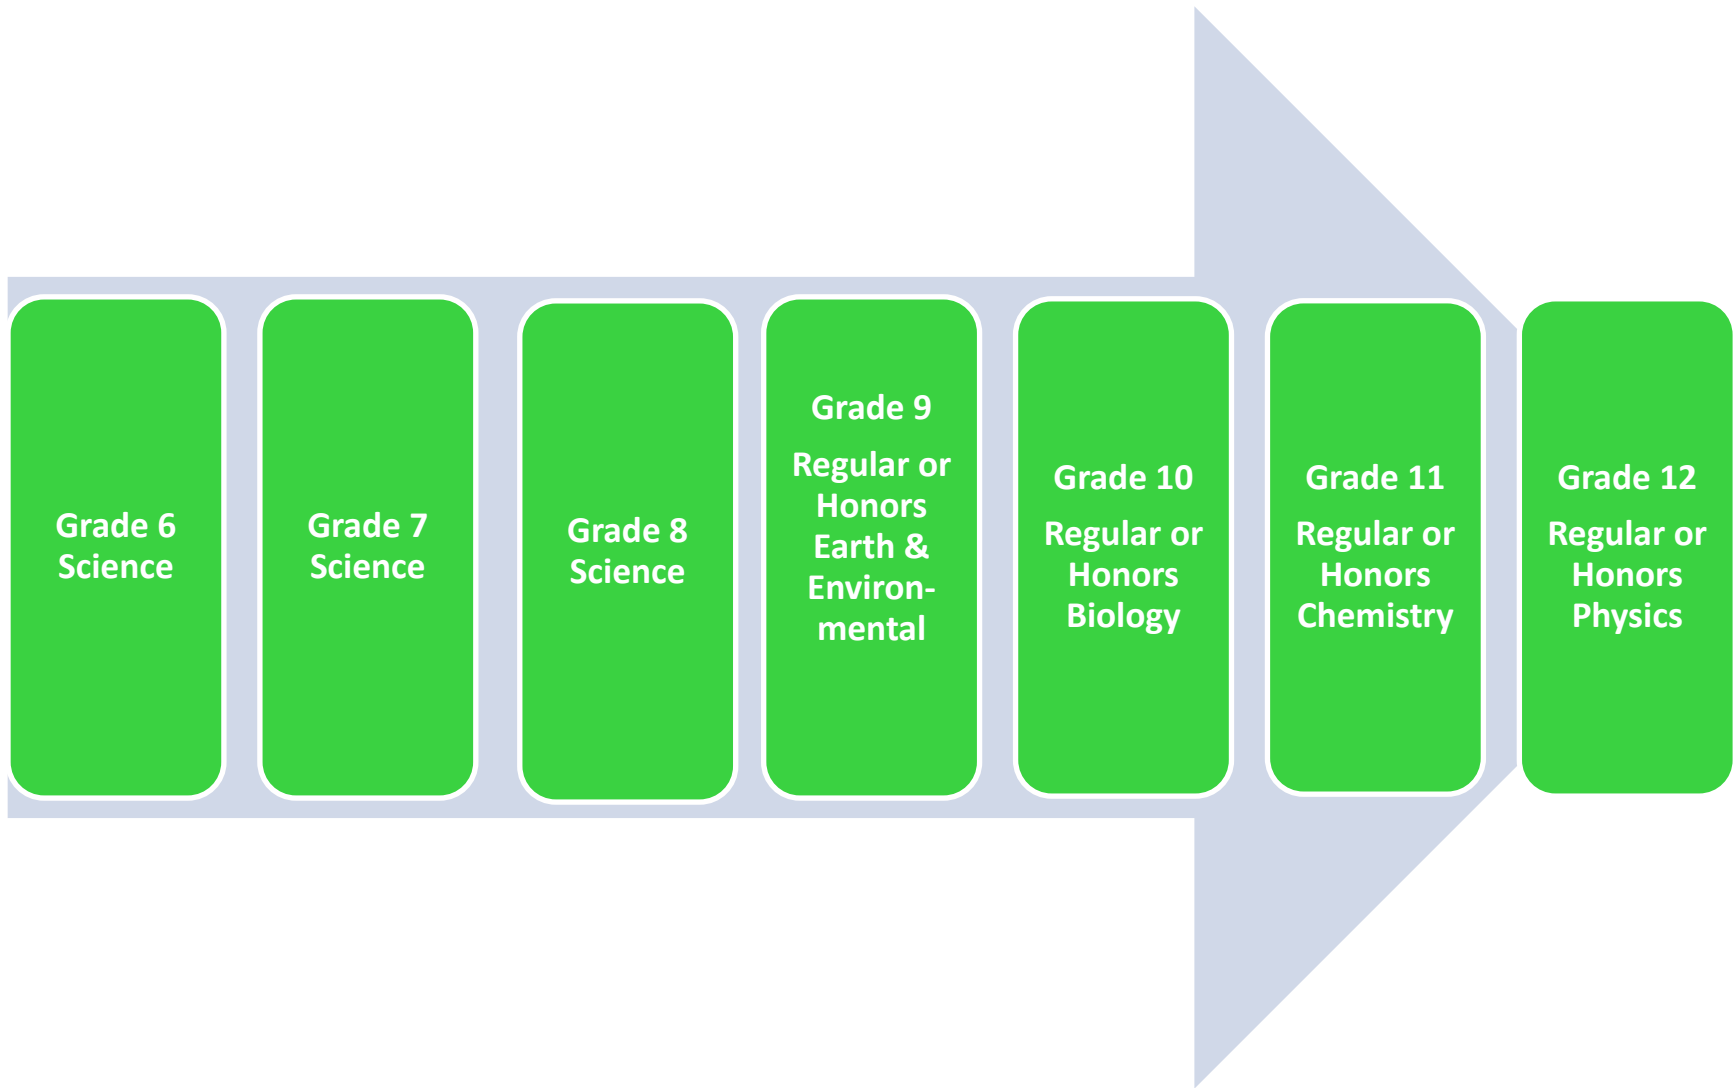 Grade 6
Science
Grade 7
Science
Grade 8
Science
Grade 9
Regular or
Honors
Earth &
Environ-
mental
Grade 10
Regular or
Honors
Biology
Grade 11
Regular or
Honors
Chemistry
Grade 12
Regular or
Honors
Physics